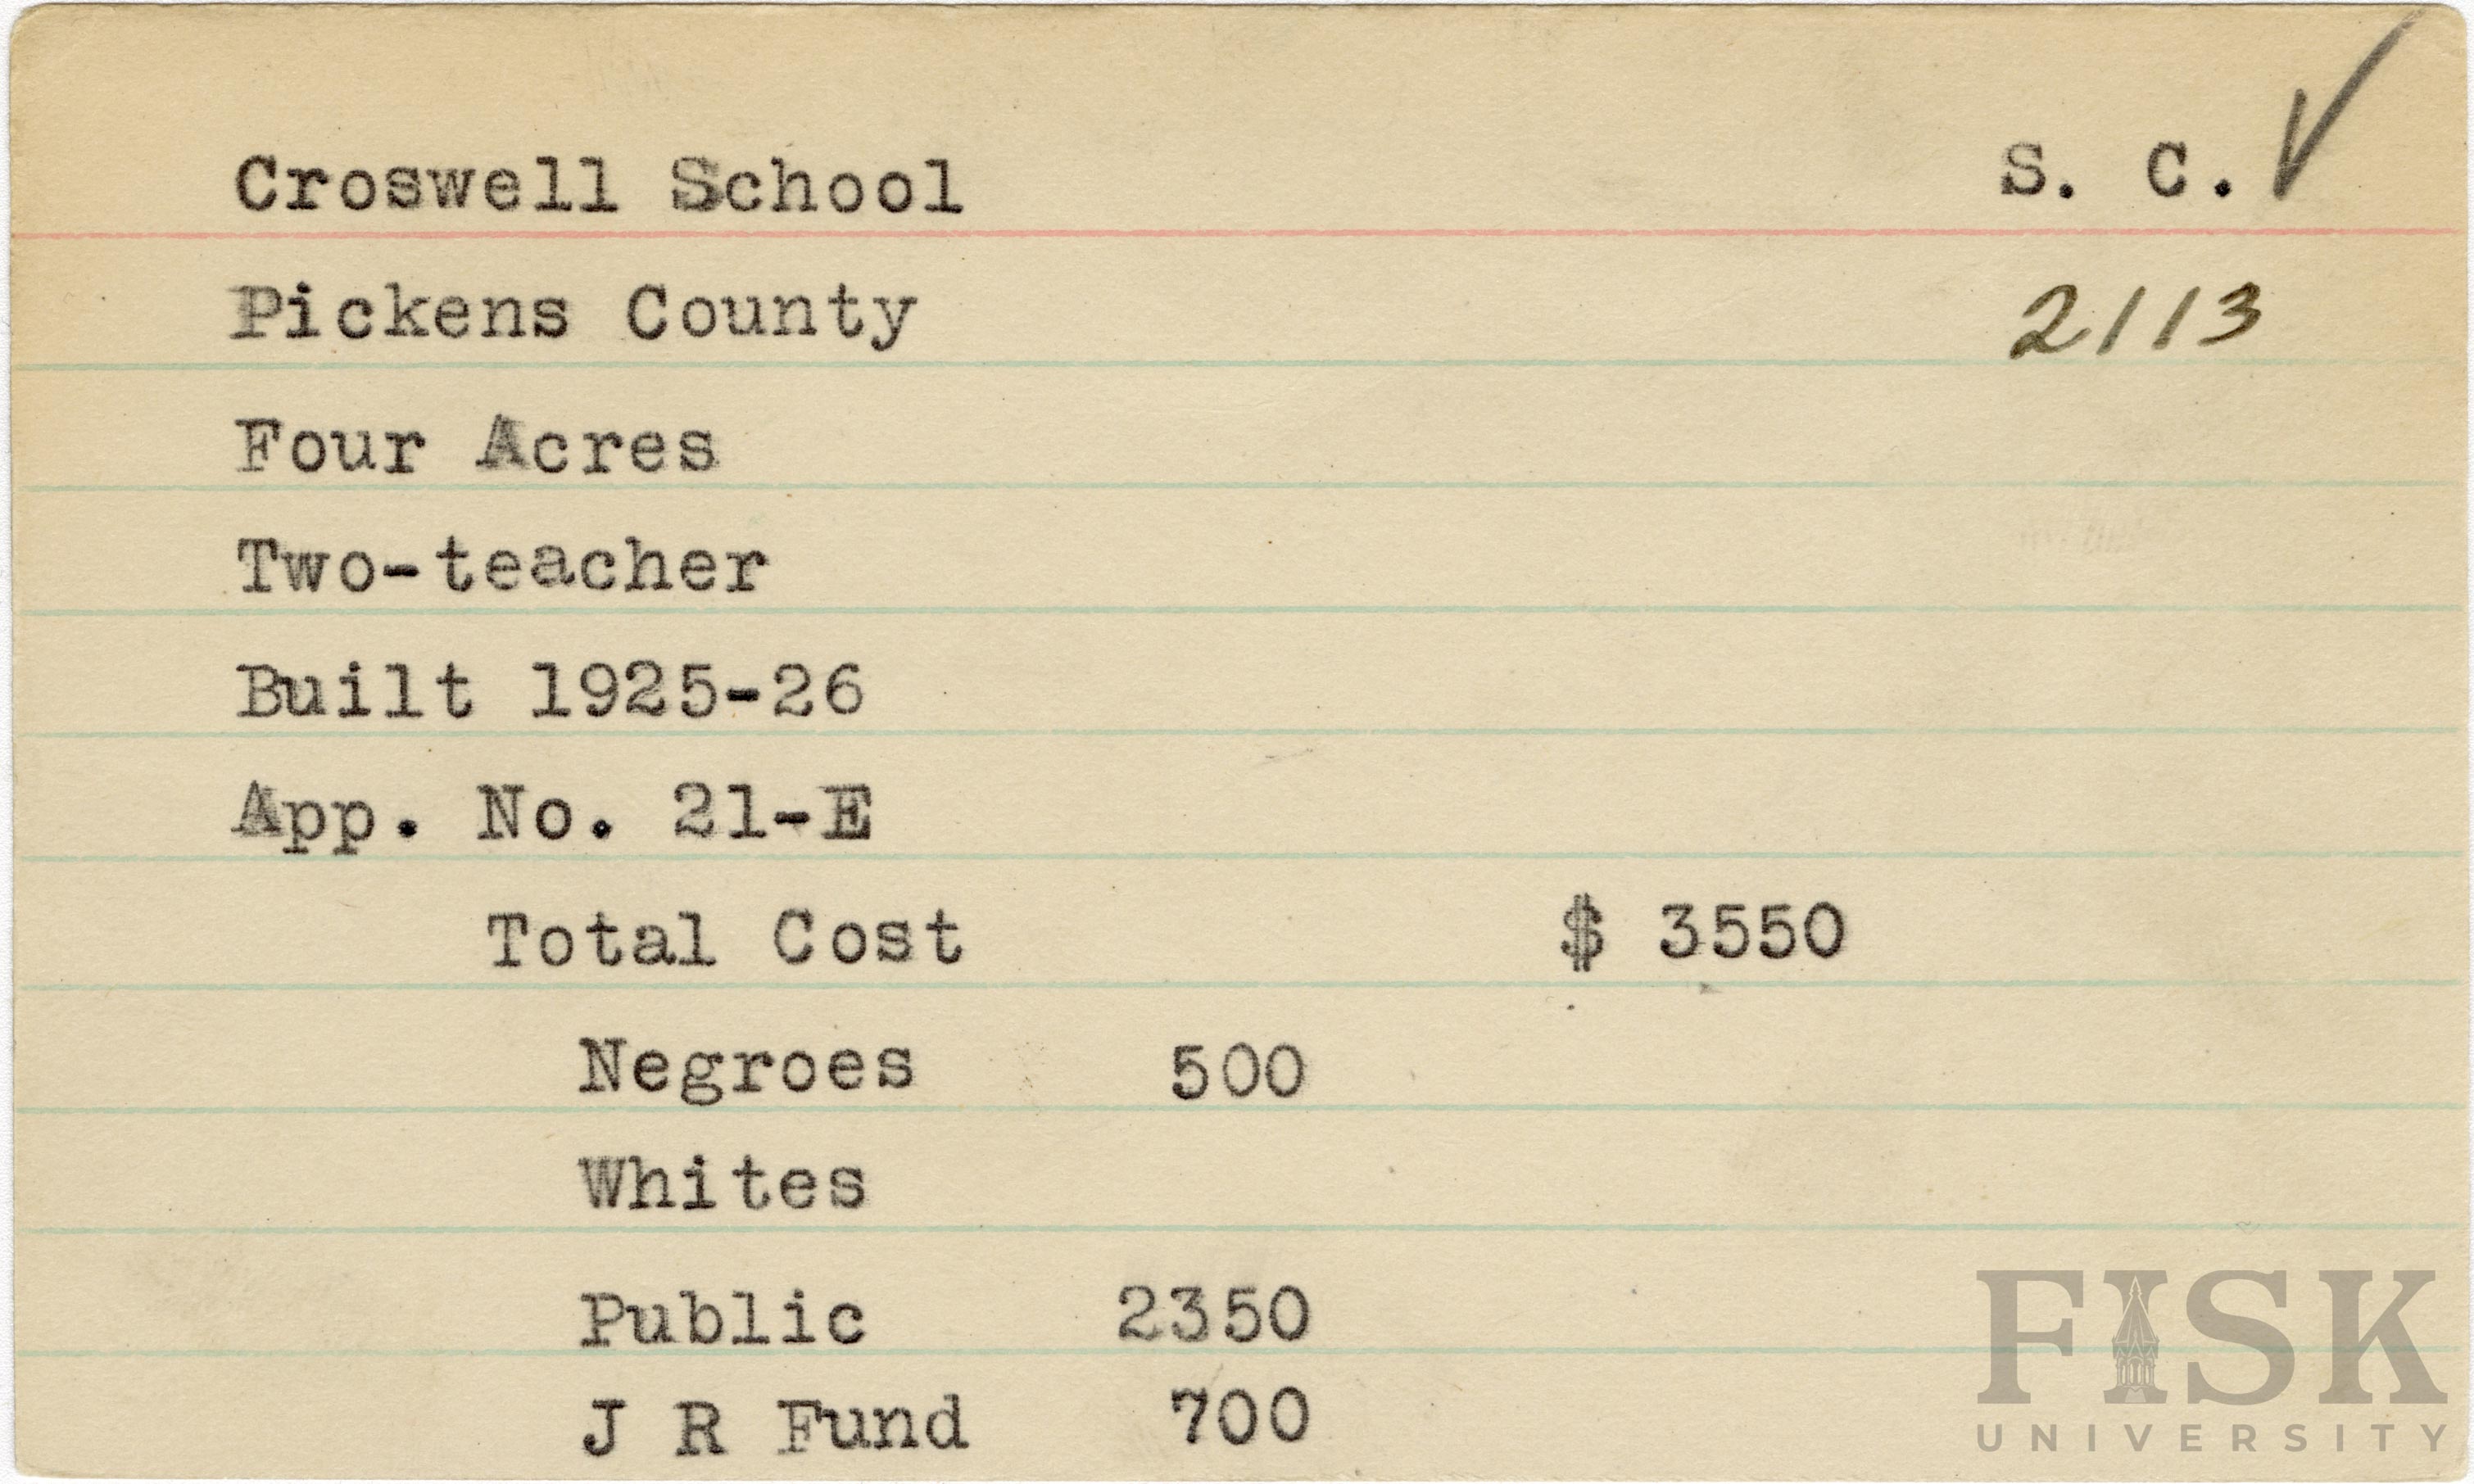 Croswell School S. C. ✓
Pickens County 2113
Four Acres
Two-teacher
Built 1925-26
App. No. 21-E
Total Cost $ 3550
Negroes 500
Whites
Public 2350
J R Fund 700
FISK
UNIVERSITY